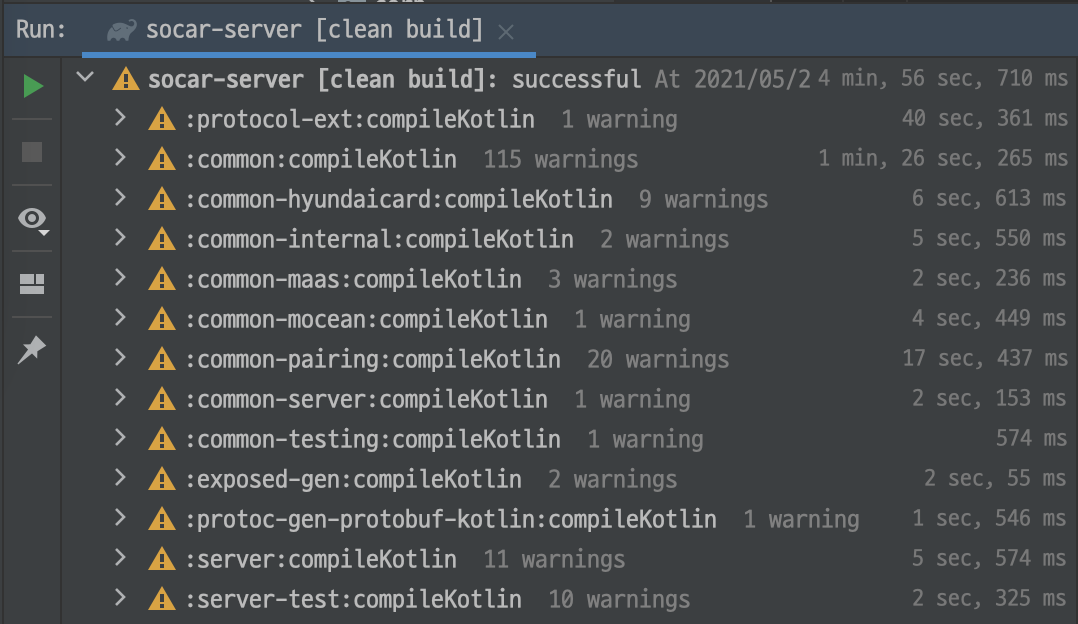 Run: socar-server [clean build]
socar-server [clean build]: successful At 2021/05/2 4 min, 56 sec, 710 ms
:protocol-ext:compileKotlin 1 warning 40 sec, 361 ms
:common:compileKotlin 115 warnings 1 min, 26 sec, 265 ms
:common-hyundaicard:compileKotlin 9 warnings 6 sec, 613 ms
:common-internal:compileKotlin 2 warnings 5 sec, 550 ms
:common-maas:compileKotlin 3 warnings 2 sec, 236 ms
:common-mocean:compileKotlin 1 warning 4 sec, 449 ms
:common-pairing:compileKotlin 20 warnings 17 sec, 437 ms
:common-server:compileKotlin 1 warning 2 sec, 153 ms
:common-testing:compileKotlin 1 warning 574 ms
:exposed-gen:compileKotlin 2 warnings 2 sec, 55 ms
:protoc-gen-protobuf-kotlin:compileKotlin 1 warning 1 sec, 546 ms
:server:compileKotlin 11 warnings 5 sec, 574 ms
:server-test:compileKotlin 10 warnings 2 sec, 325 ms